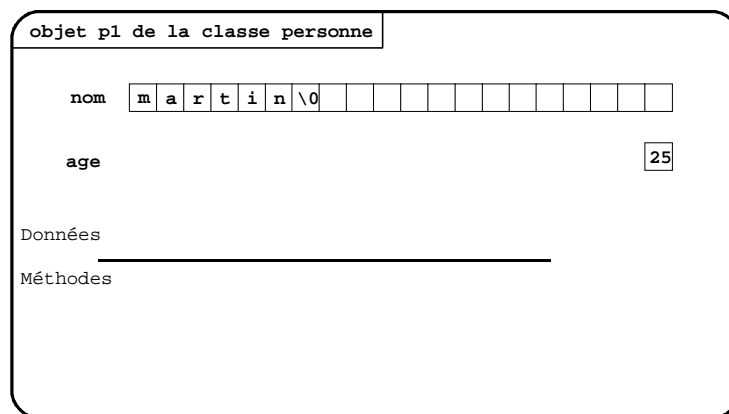 objet p1 de la classe personne
nom m a r t i n \0
age 25
Données
Méthodes